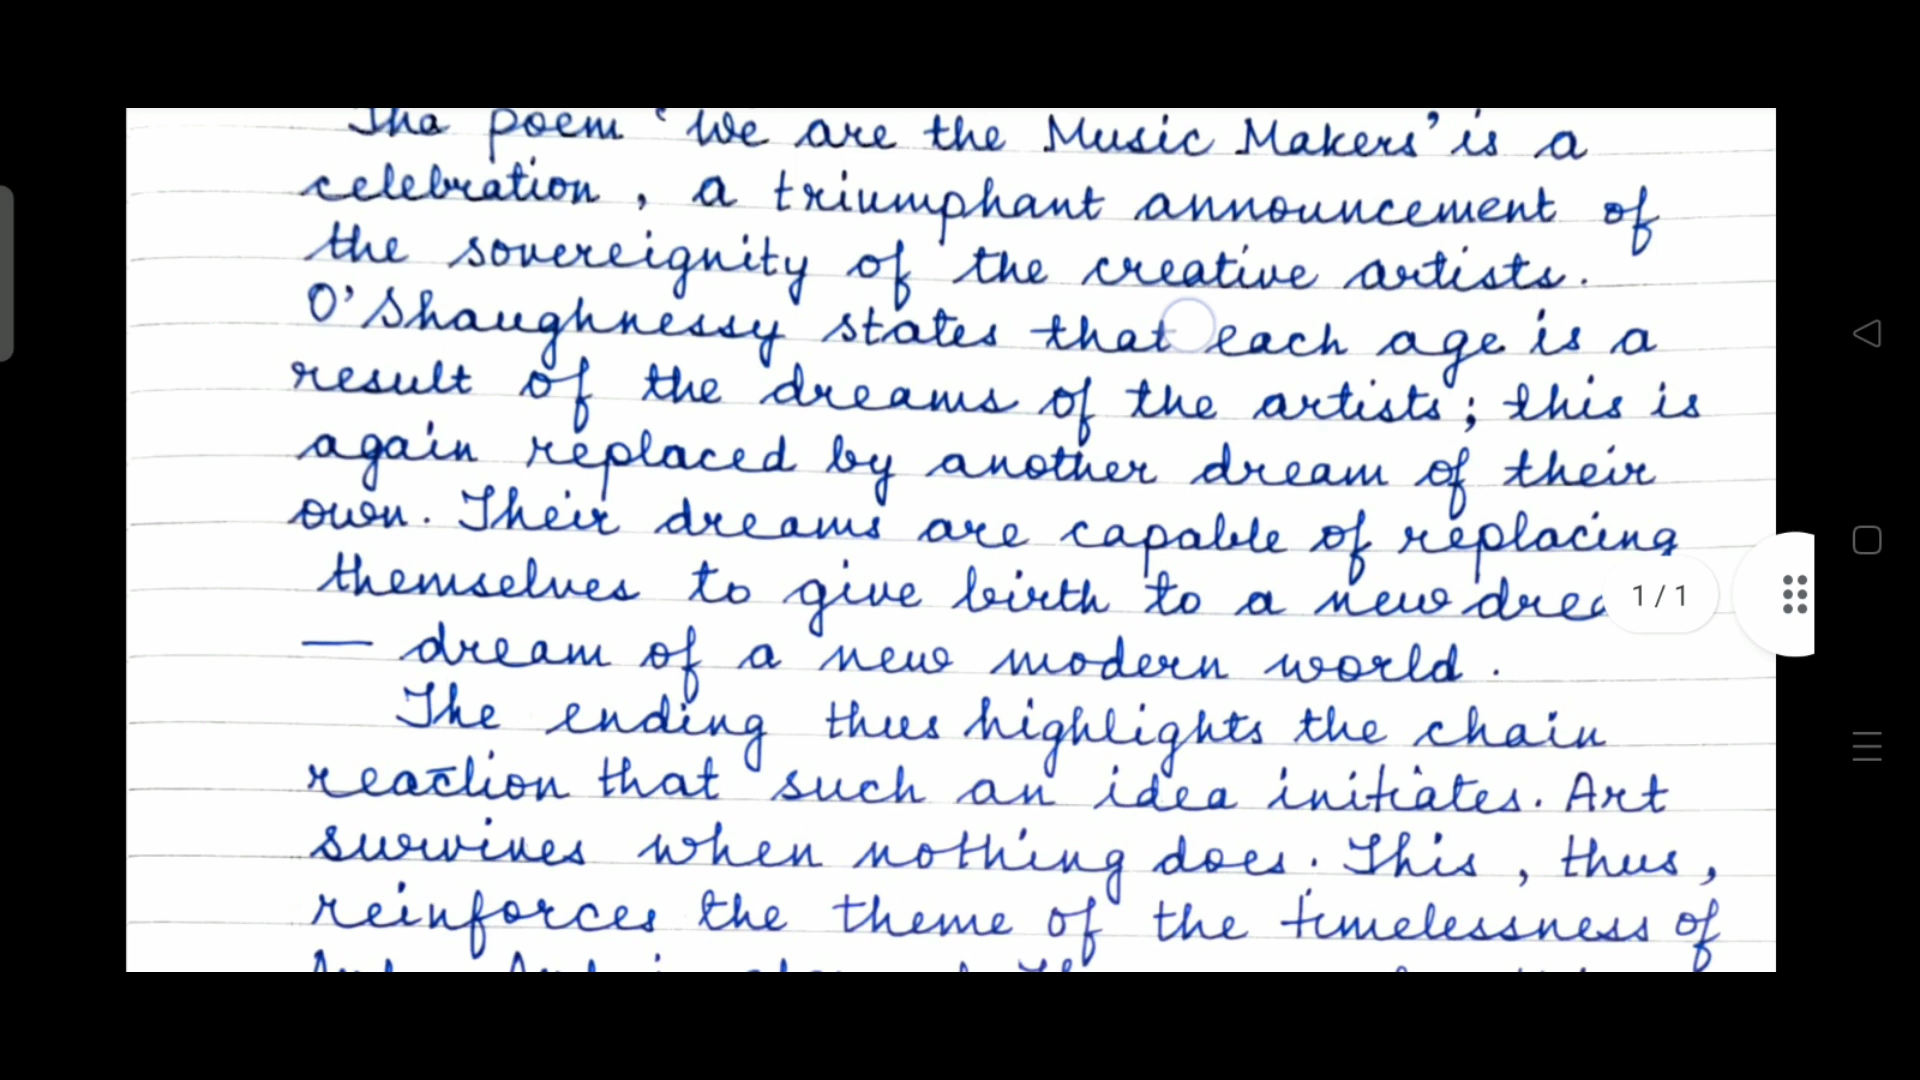 The poem 'We are the Music Makers' is a
celebration, a triumphant announcement of
the sovereignity of the creative artists.
O'Shaughnessy states that each age is a
result of the dreams of the artists; this is
again replaced by another dream of their
own. Their dreams are capable of replacing
themselves to give birth to a new
1 / 1
— dream of a new modern world.
The ending thus highlights the chain
reaction that such an idea initiates. Art
survives when nothing does. This, thus,
reinforces the theme of the timelessness of